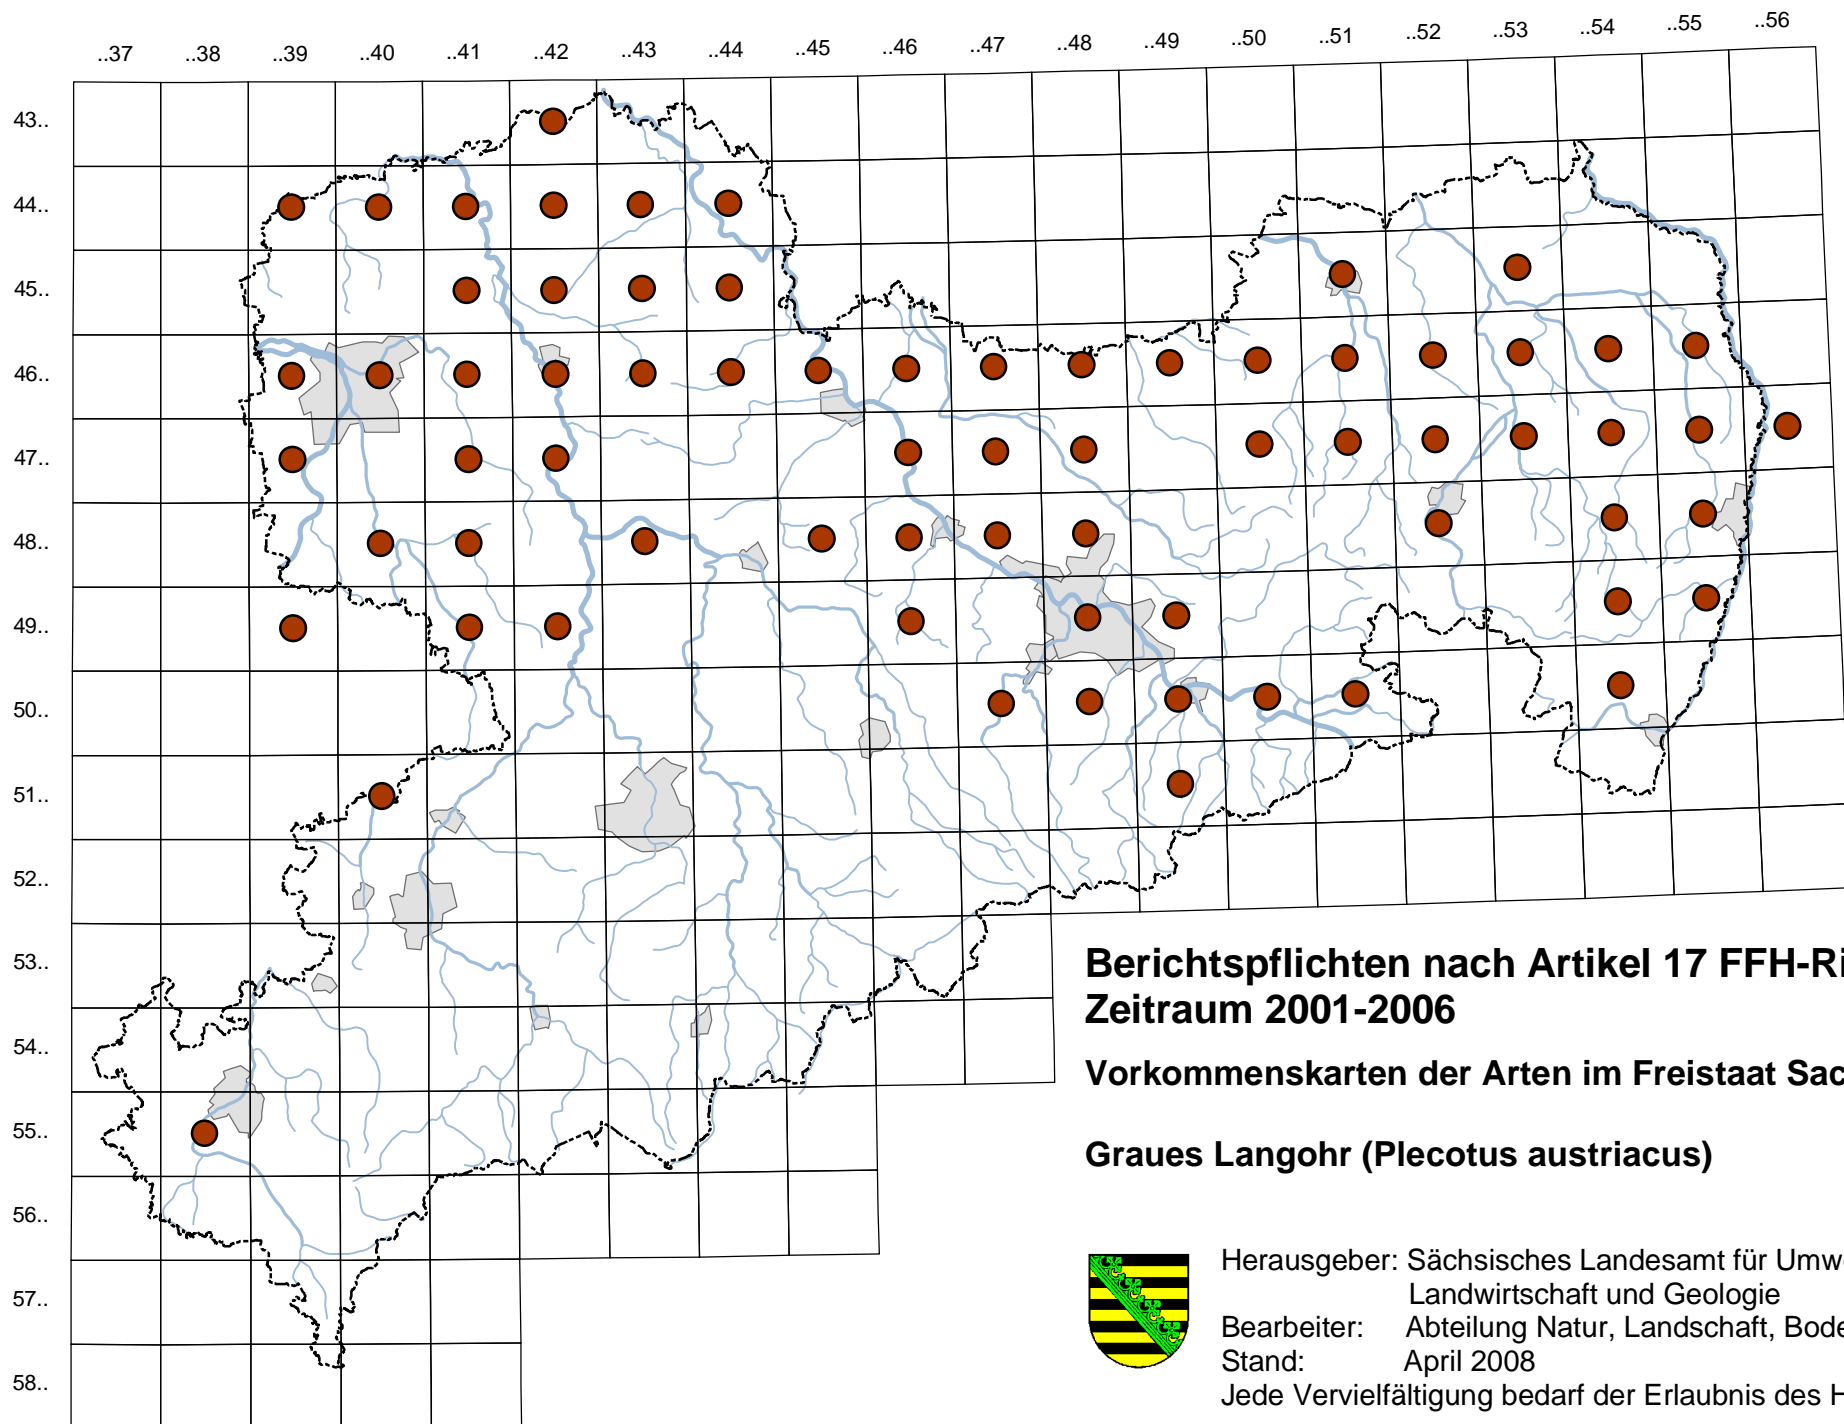 ..37 ..38 ..39 ..40 ..41 ..42 ..43 ..44 ..45 ..46 ..47 ..48 ..49 ..50 ..51 ..52 ..53 ..54 ..55 ..56
43..
44..
45..
46..
47..
48..
49..
50..
51..
52..
53..
54..
55..
56..
57..
58..
Berichtspflichten nach Artikel 17 FFH-Ri
Zeitraum 2001-2006
Vorkommenskarten der Arten im Freistaat Sac
Graues Langohr (Plecotus austriacus)
Herausgeber: Sächsisches Landesamt für Umw
Landwirtschaft und Geologie
Bearbeiter: Abteilung Natur, Landschaft, Bode
Stand: April 2008
Jede Vervielfältigung bedarf der Erlaubnis des H